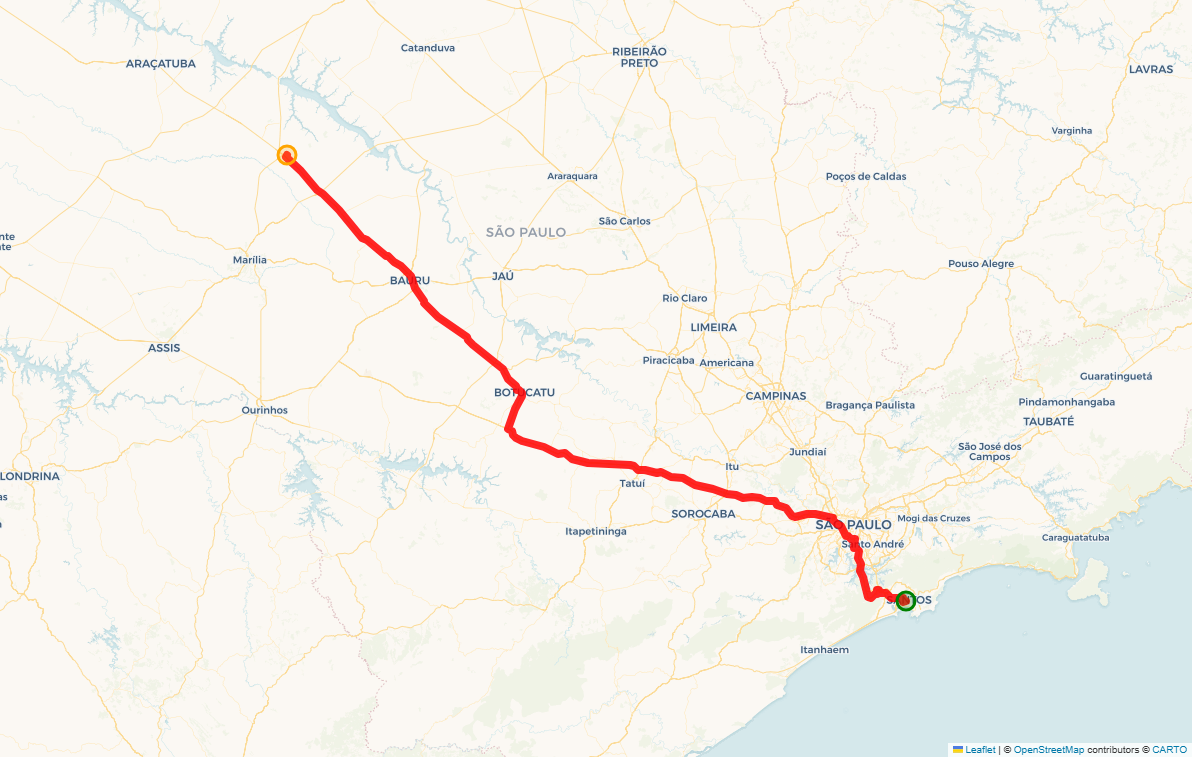 Catanduva
RIBEIRÃO
PRETO
ARAÇATUBA
LAVRAS
Varginha
Araraquara
Poços de Caldas
São Carlos
SÃO PAULO
nte
te
Marília
Pouso Alegre
BAURU
JAÚ
Rio Claro
LIMEIRA
ASSIS
Piracicaba
Americana
Guaratinguetá
BOTUCATU
CAMPINAS
Pindamonhangaba
Bragança Paulista
Ourinhos
TAUBATÉ
São José dos
Campos
Jundiaí
Itu
LONDRINA
Tatuí
as
SOROCABA
Mogi das Cruzes
SÃO PAULO
a
Itapetininga
Caraguatatuba
Santo André
SANTOS
Itanhaem
Leaflet | © OpenStreetMap contributors © CARTO